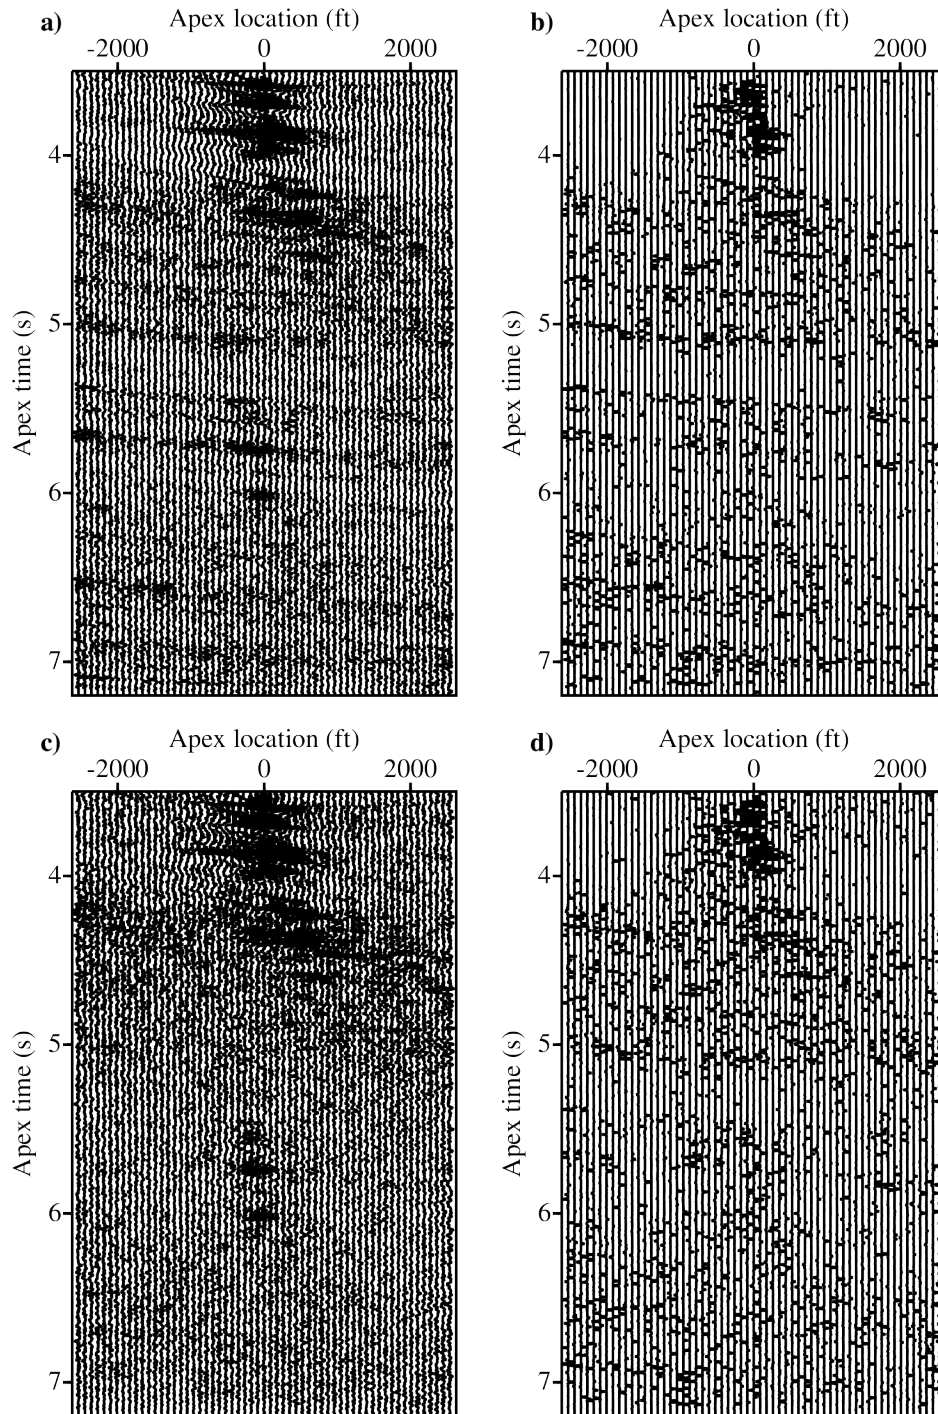 a) Apex location (ft)
-2000 0 2000
4
5
6
7
Apex time (s)
b) Apex location (ft)
-2000 0 2000
4
5
6
7
Apex time (s)
c) Apex location (ft)
-2000 0 2000
4
5
6
7
Apex time (s)
d) Apex location (ft)
-2000 0 2000
4
5
6
7
Apex time (s)